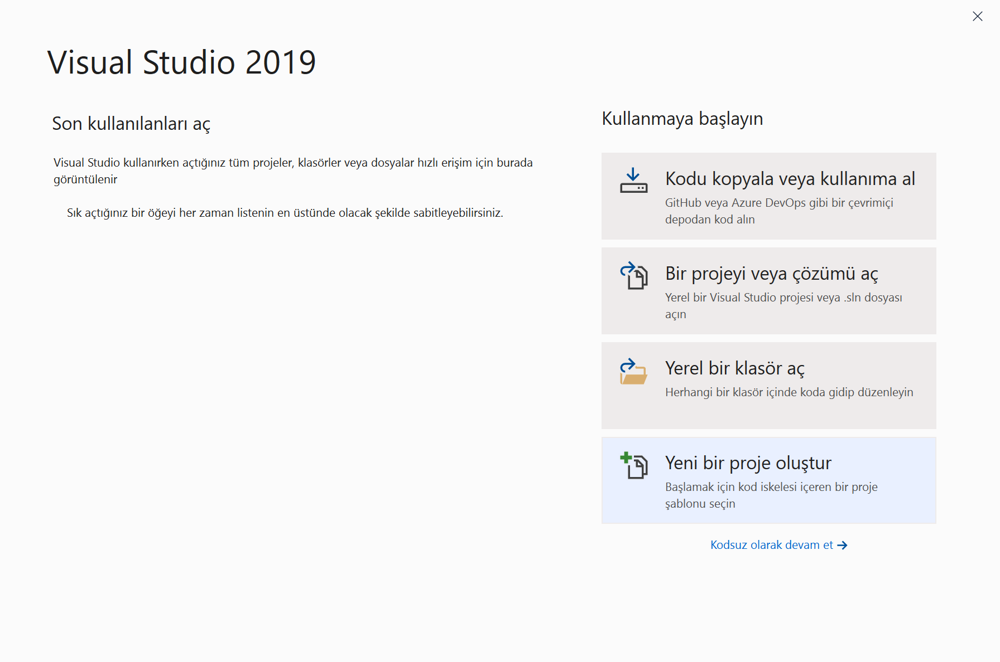 Visual Studio 2019
Son kullanılanları aç
Visual Studio kullanırken açtığınız tüm projeler, klasörler veya dosyalar hızlı erişim için burada
görüntülenir
Sık açtığınız bir öğeyi her zaman listenin en üstünde olacak şekilde sabitleyebilirsiniz.
Kullanmaya başlayın
Kodu kopyala veya kullanıma al
GitHub veya Azure DevOps gibi bir çevrimiçi
depodan kod alın
Bir projeyi veya çözümü aç
Yerel bir Visual Studio projesi veya .sln dosyası
açın
Yerel bir klasör aç
Herhangi bir klasör içinde koda gidip düzenleyin
Yeni bir proje oluştur
Başlamak için kod iskelesi içeren bir proje
şablonu seçin
Kodsuz olarak devam et